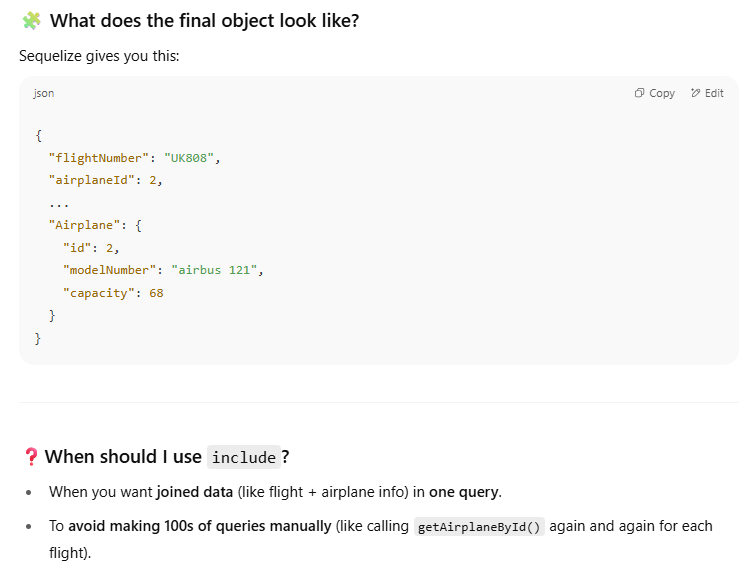 🧩 What does the final object look like?
Sequelize gives you this:
json Copy Edit
{
"flightNumber": "UK808",
"airplaneId": 2,
...
"Airplane": {
"id": 2,
"modelNumber": "airbus 121",
"capacity": 68
}
}
❓ When should I use include?
• When you want joined data (like flight + airplane info) in one query.
• To avoid making 100s of queries manually (like calling getAirplaneById() again and again for each
flight).